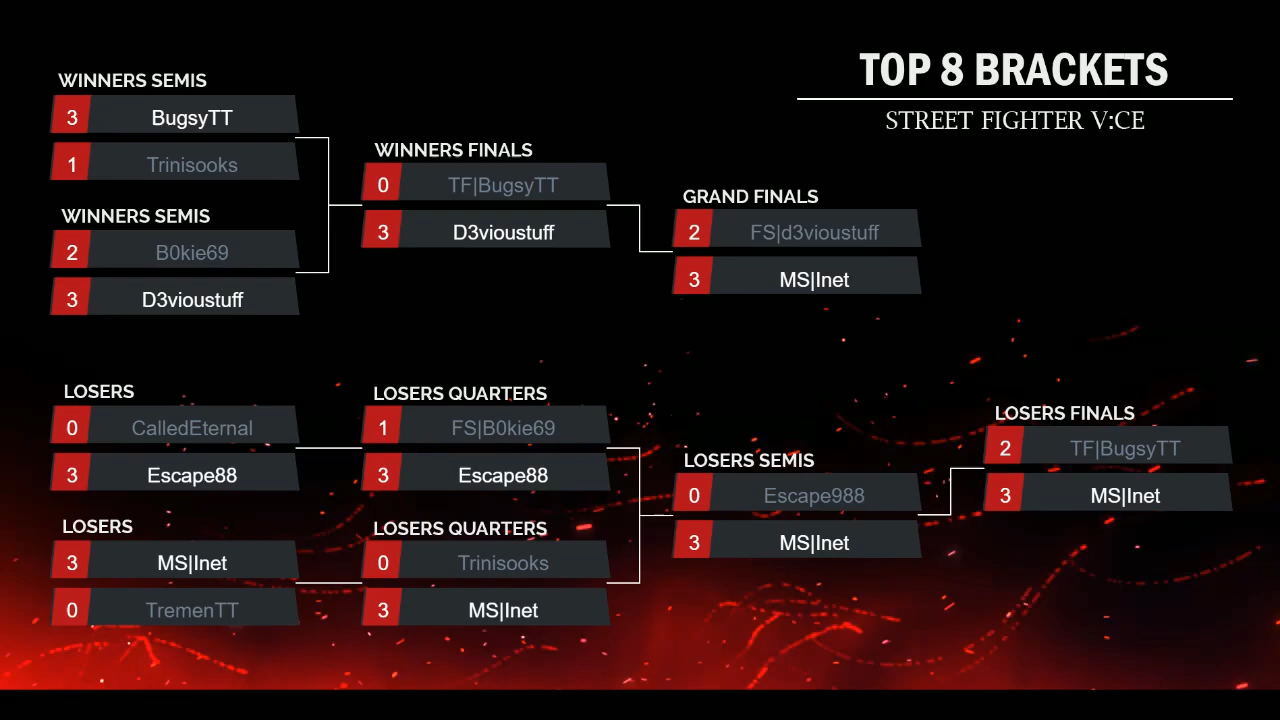 TOP 8 BRACKETS
STREET FIGHTER V:CE
WINNERS SEMIS
3 BugsyTT
1 Trinisooks
WINNERS SEMIS
2 B0kie69
3 D3vioustuff
WINNERS FINALS
0 TF|BugsyTT
3 D3vioustuff
GRAND FINALS
2 FS|d3vioustuff
3 MS|Inet
LOSERS
0 CalledEternal
3 Escape88
LOSERS
3 MS|Inet
0 TremenTT
LOSERS QUARTERS
1 FS|B0kie69
3 Escape88
LOSERS QUARTERS
0 Trinisooks
3 MS|Inet
LOSERS SEMIS
0 Escape988
3 MS|Inet
LOSERS FINALS
2 TF|BugsyTT
3 MS|Inet